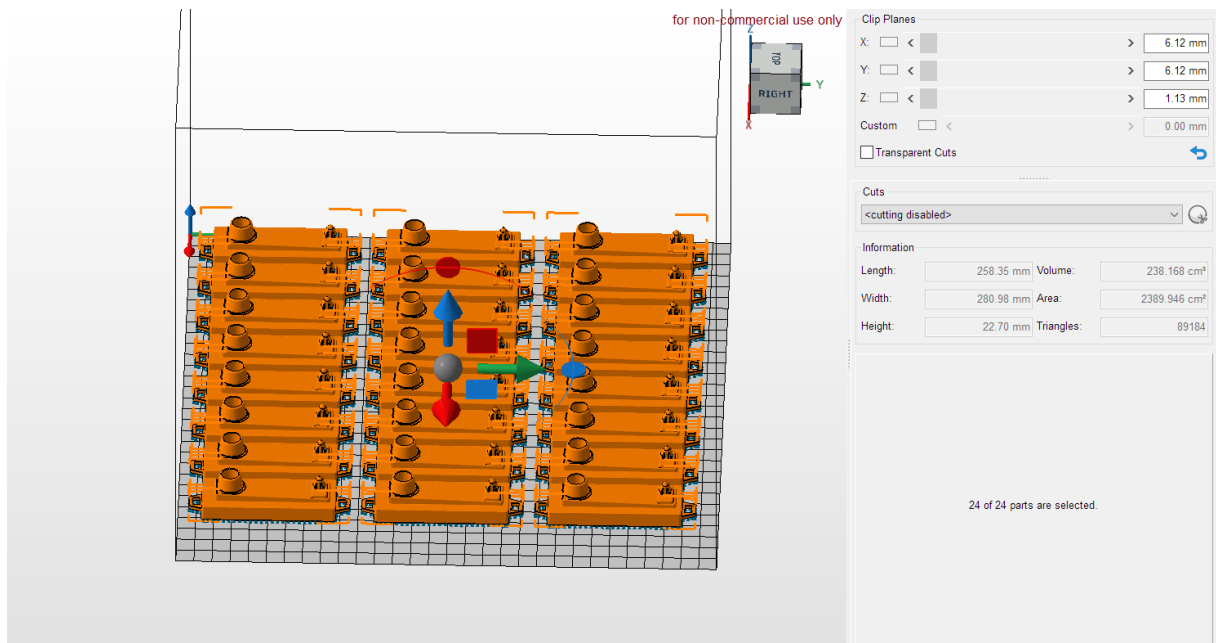 for non-commercial use only
Z
TOP
RIGHT
Y
X
Clip Planes
X: < > 6.12 mm
Y: < > 6.12 mm
Z: < > 1.13 mm
Custom < > 0.00 mm
Transparent Cuts
Cuts
<cutting disabled>
Information
Length: 258.35 mm Volume: 238.168 cm³
Width: 280.98 mm Area: 2389.946 cm²
Height: 22.70 mm Triangles: 89184
24 of 24 parts are selected.